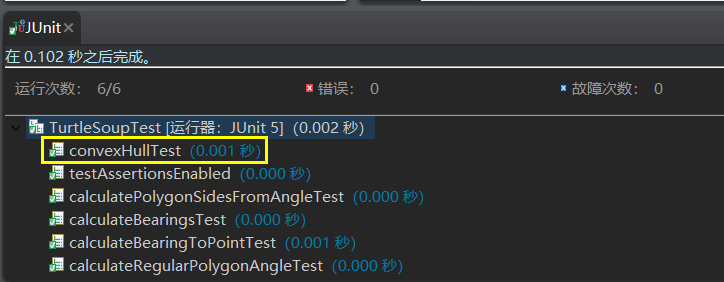 JUnit
在 0.102 秒之后完成。
运行次数： 6/6 错误： 0 故障次数： 0
TurtleSoupTest [运行器：JUnit 5]（0.002 秒）
convexHullTest（0.001 秒）
testAssertionsEnabled（0.000 秒）
calculatePolygonSidesFromAngleTest（0.000 秒）
calculateBearingsTest（0.000 秒）
calculateBearingToPointTest（0.001 秒）
calculateRegularPolygonAngleTest（0.000 秒）